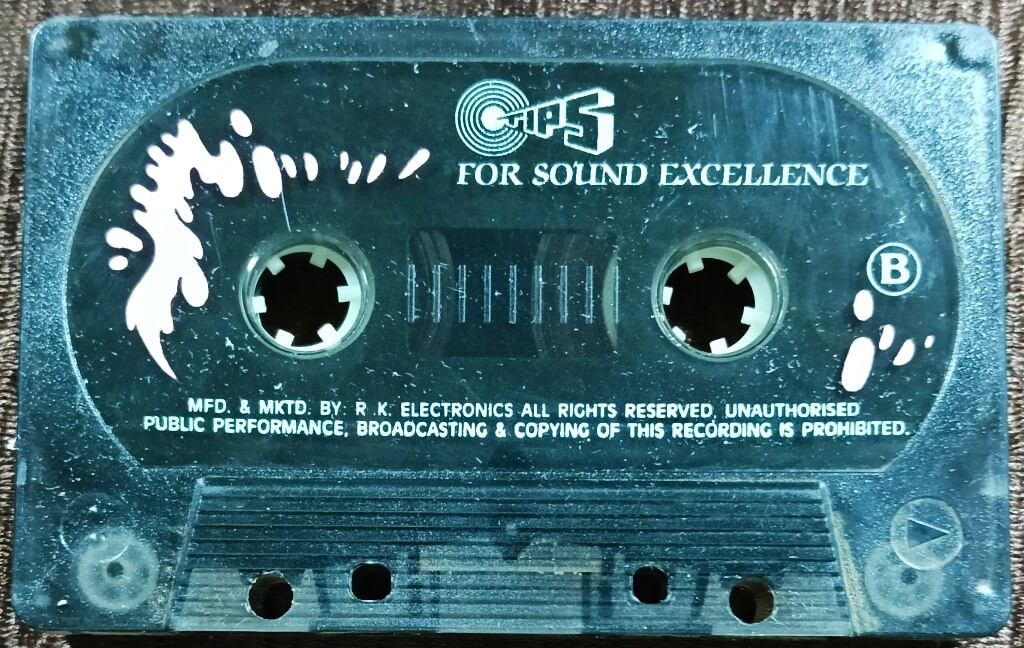 TIPS
FOR SOUND EXCELLENCE
B
MFD. & MKTD. BY: R .K. ELECTRONICS ALL RIGHTS RESERVED, UNAUTHORISED
PUBLIC PERFORMANCE, BROADCASTING & COPYING OF THIS RECORDING IS PROHIBITED.